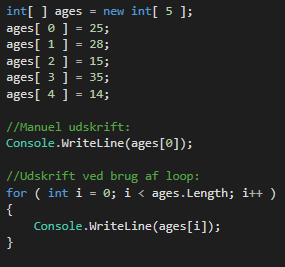 int[ ] ages = new int[ 5 ];
ages[ 0 ] = 25;
ages[ 1 ] = 28;
ages[ 2 ] = 15;
ages[ 3 ] = 35;
ages[ 4 ] = 14;

//Manuel udskrift:
Console.WriteLine(ages[0]);

//Udskrift ved brug af loop:
for ( int i = 0; i < ages.Length; i++ )
{
    Console.WriteLine(ages[i]);
}